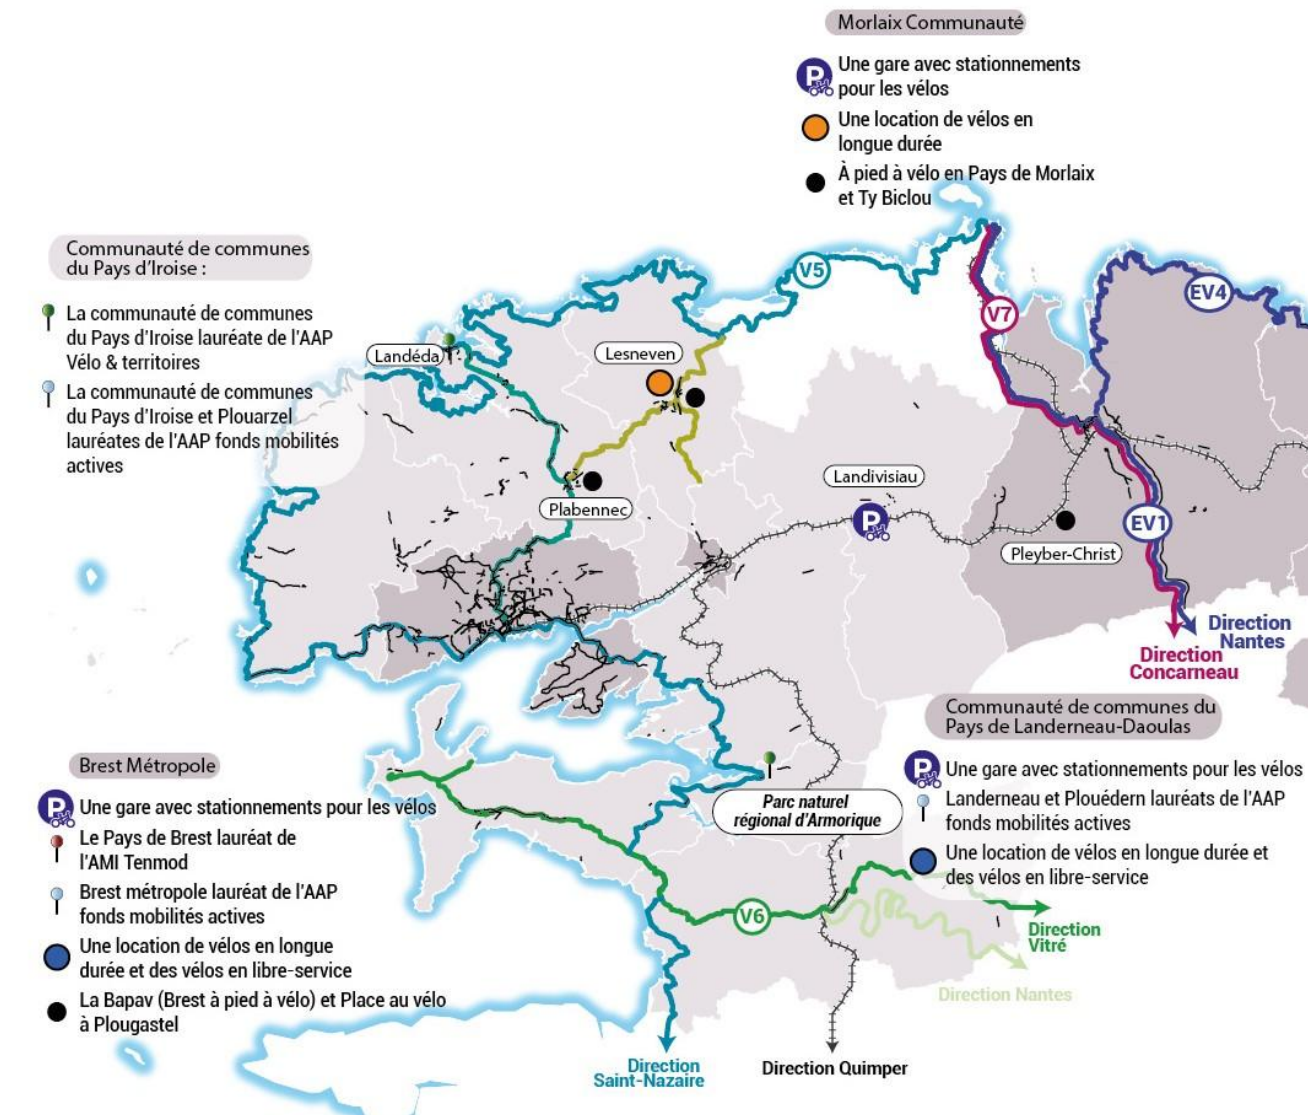 Morlaix Communauté
P
Une gare avec stationnements
pour les vélos
Une location de vélos en
longue durée
À pied à vélo en Pays de Morlaix
et Ty Biclou
Communauté de communes
du Pays d'Iroise :
La communauté de communes
du Pays d'Iroise lauréate de l'AAP
Vélo & territoires
La communauté de communes
du Pays d'Iroise et Plouarzel
lauréates de l'AAP fonds mobilités
actives
V5
EV4
V7
Landéda
Lesneven
Landivisiau
P
Plabennec
EV1
Pleyber-Christ
Direction
Nantes
Direction
Concarneau
Communauté de communes du
Pays de Landerneau-Daoulas
P
Une gare avec stationnements pour les vélos
Landerneau et Plouédern lauréats de l'AAP
fonds mobilités actives
Une location de vélos en longue durée et
des vélos en libre-service
Brest Métropole
P
Une gare avec stationnements pour les vélos
Le Pays de Brest lauréat de
l'AMI Tenmod
Brest métropole lauréat de l'AAP
fonds mobilités actives
Une location de vélos en longue
durée et des vélos en libre-service
La Bapav (Brest à pied à vélo) et Place au vélo
à Plougastel
Parc naturel
régional d'Armorique
V6
Direction
Vitré
Direction Nantes
Direction
Saint-Nazaire
Direction Quimper